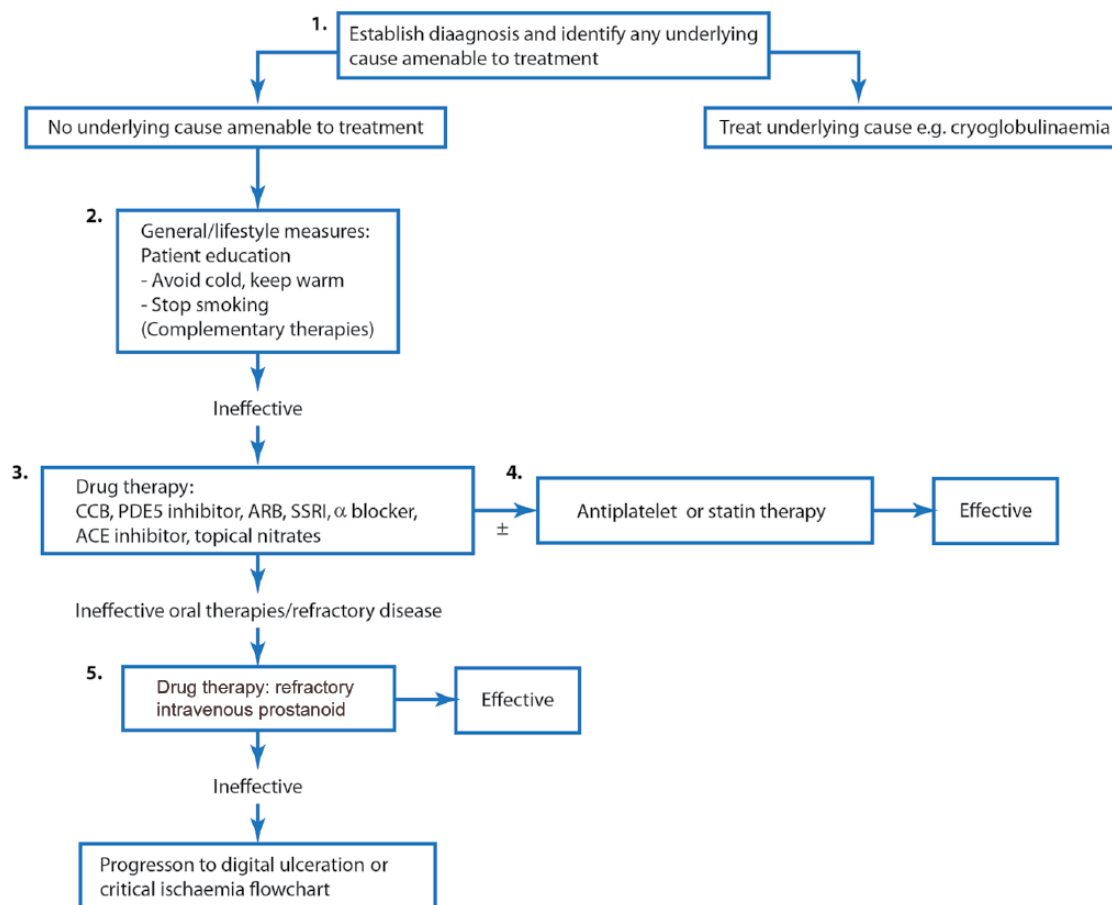 1.
Establish diaagnosis and identify any underlying
cause amenable to treatment
No underlying cause amenable to treatment
Treat underlying cause e.g. cryoglobulinaemia
2.
General/lifestyle measures:
Patient education
- Avoid cold, keep warm
- Stop smoking
(Complementary therapies)
Ineffective
3.
Drug therapy:
CCB, PDE5 inhibitor, ARB, SSRI, α blocker,
ACE inhibitor, topical nitrates
±
4.
Antiplatelet or statin therapy
Effective
Ineffective oral therapies/refractory disease
5.
Drug therapy: refractory
intravenous prostanoid
Effective
Ineffective
Progresson to digital ulceration or
critical ischaemia flowchart